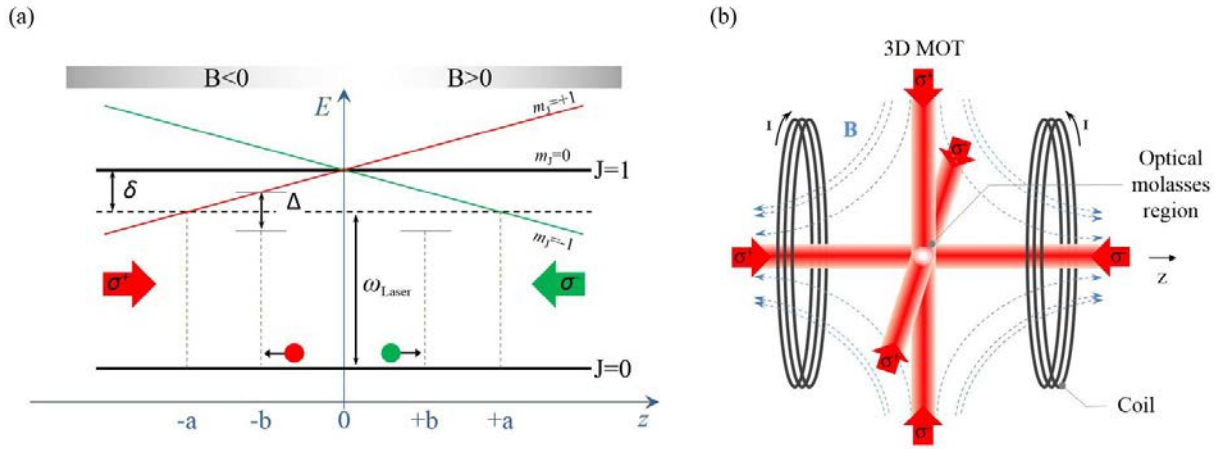 (a)
B<0
B>0
E
m_J=+1
m_J=0
J=1
δ
Δ
m_J=-1
σ⁺
σ⁻
ω_Laser
J=0
-a
-b
0
+b
+a
z
(b)
3D MOT
σ⁺
I
B
σ⁻
I
Optical
molasses
region
σ⁺
σ⁻
Z
σ⁺
σ⁻
Coil